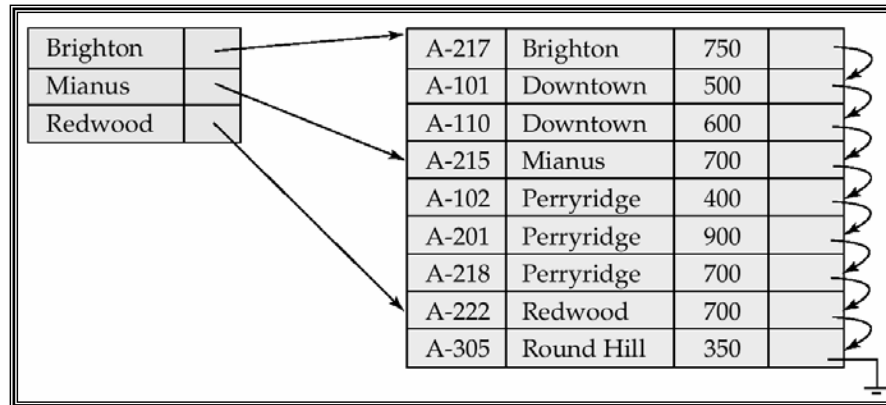 Brighton
Mianus
Redwood
A-217 Brighton 750
A-101 Downtown 500
A-110 Downtown 600
A-215 Mianus 700
A-102 Perryridge 400
A-201 Perryridge 900
A-218 Perryridge 700
A-222 Redwood 700
A-305 Round Hill 350